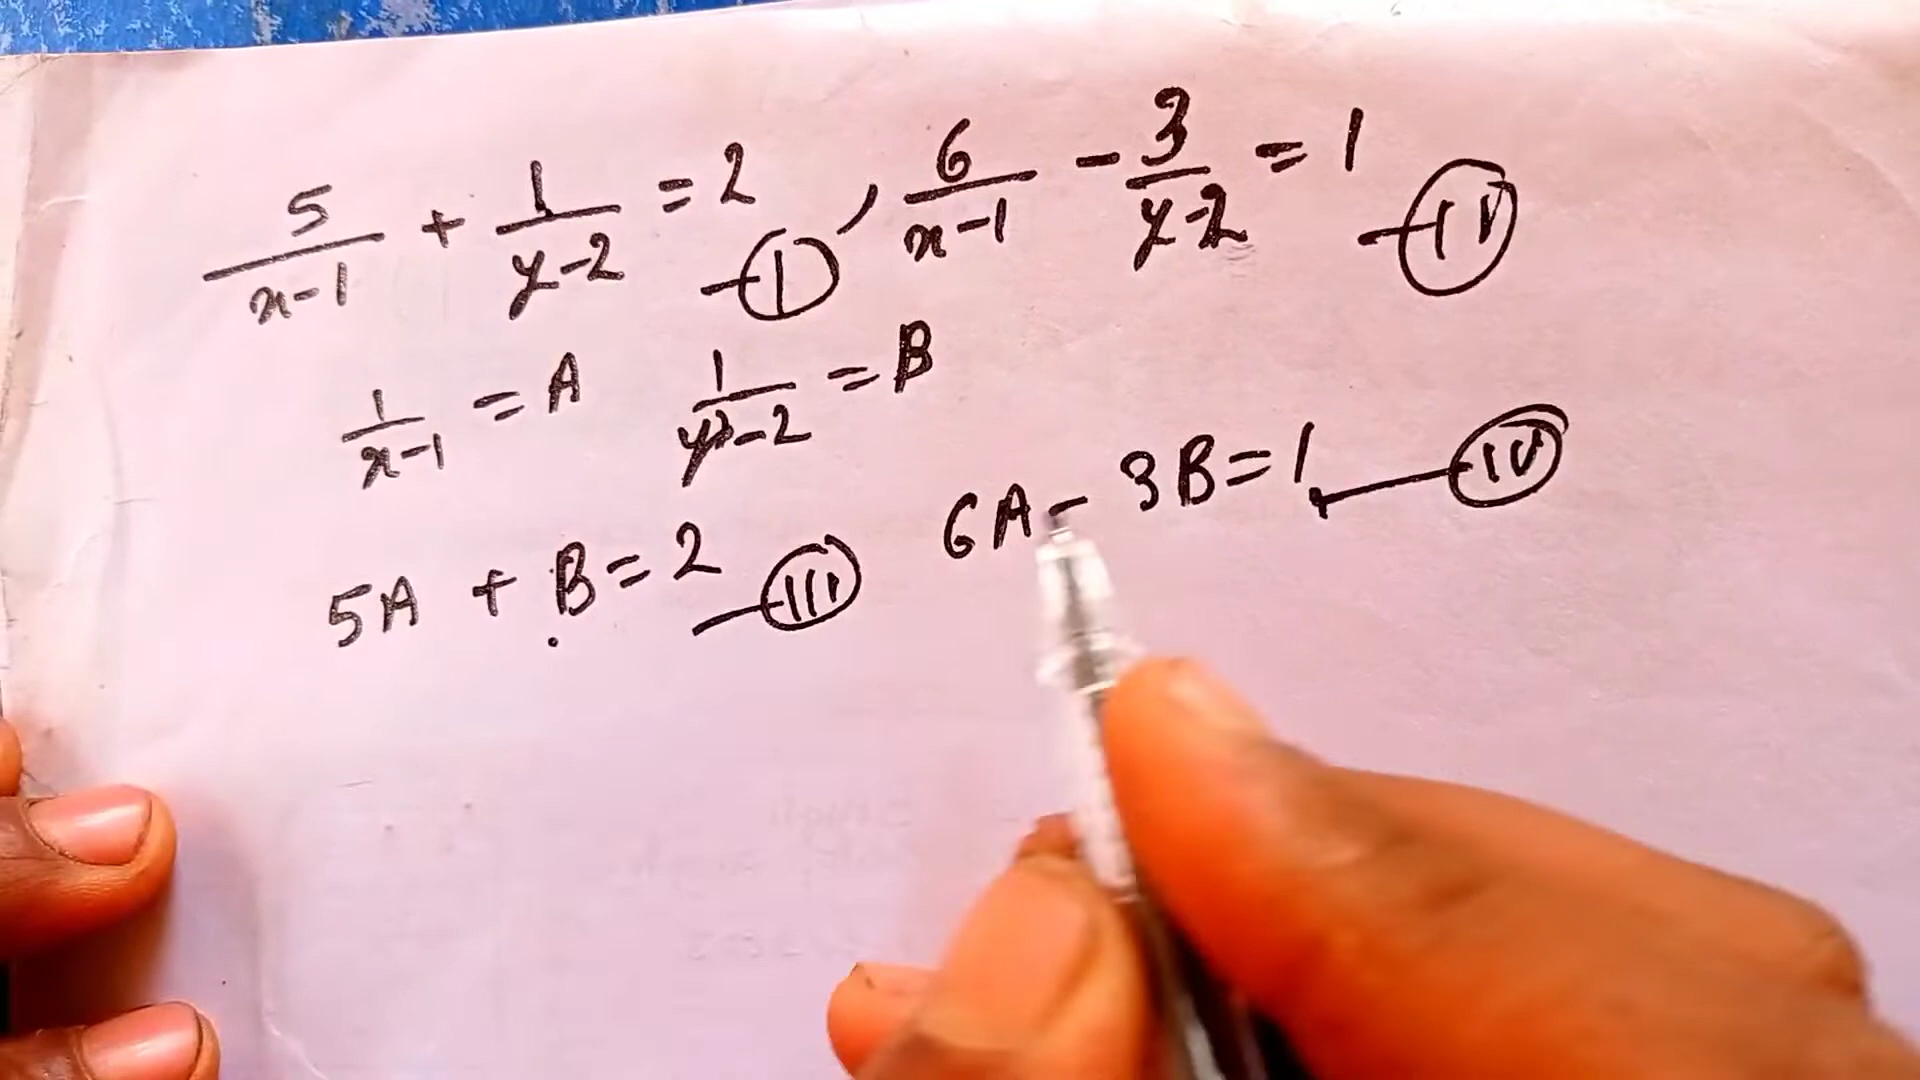 5/(x-1) + 1/(y-2) = 2 —(I) , 6/(x-1) - 3/(y-2) = 1 —(IV)
1/(x-1) = A 1/(y-2) = B
5A + B = 2 —(III) 6A - 3B = 1 —(IV)